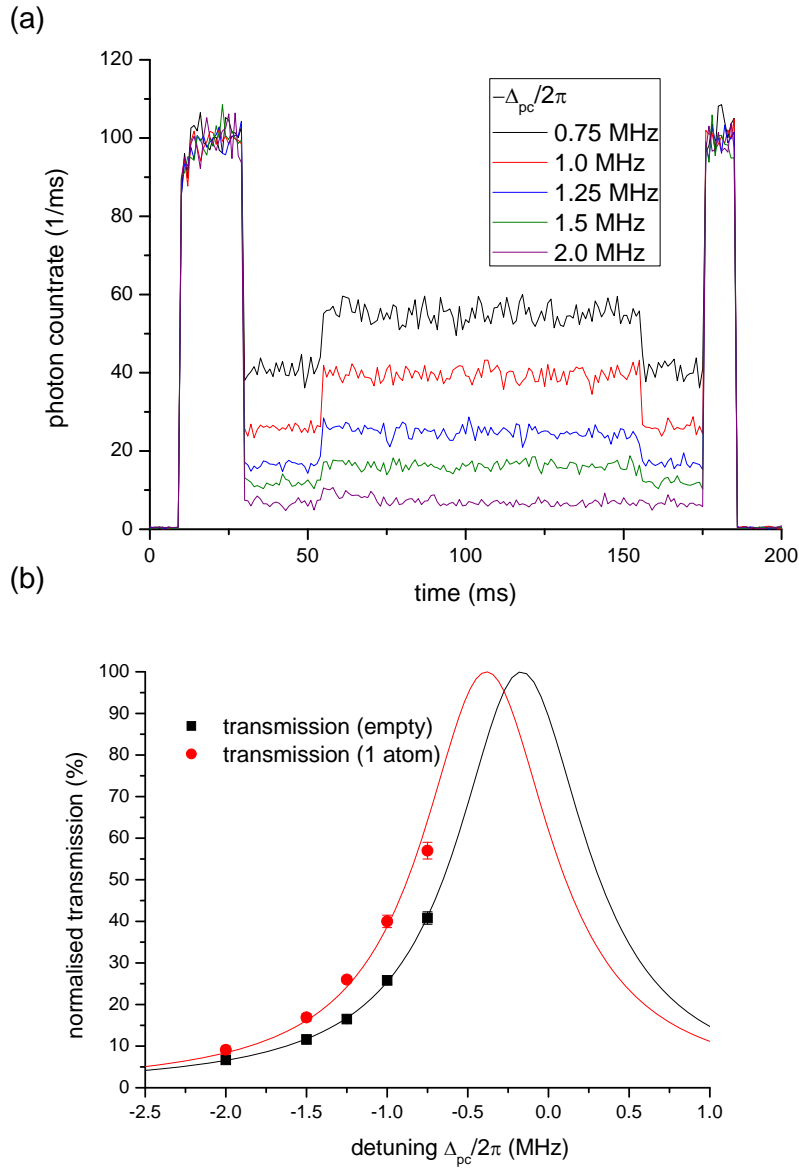 (a)
120
100
80
60
40
20
0
photon countrate (1/ms)
−Δpc/2π
0.75 MHz
1.0 MHz
1.25 MHz
1.5 MHz
2.0 MHz
0 50 100 150 200
time (ms)
(b)
100
90
80
70
60
50
40
30
20
10
0
normalised transmission (%)
transmission (empty)
transmission (1 atom)
-2.5 -2.0 -1.5 -1.0 -0.5 0.0 0.5 1.0
detuning Δpc/2π (MHz)